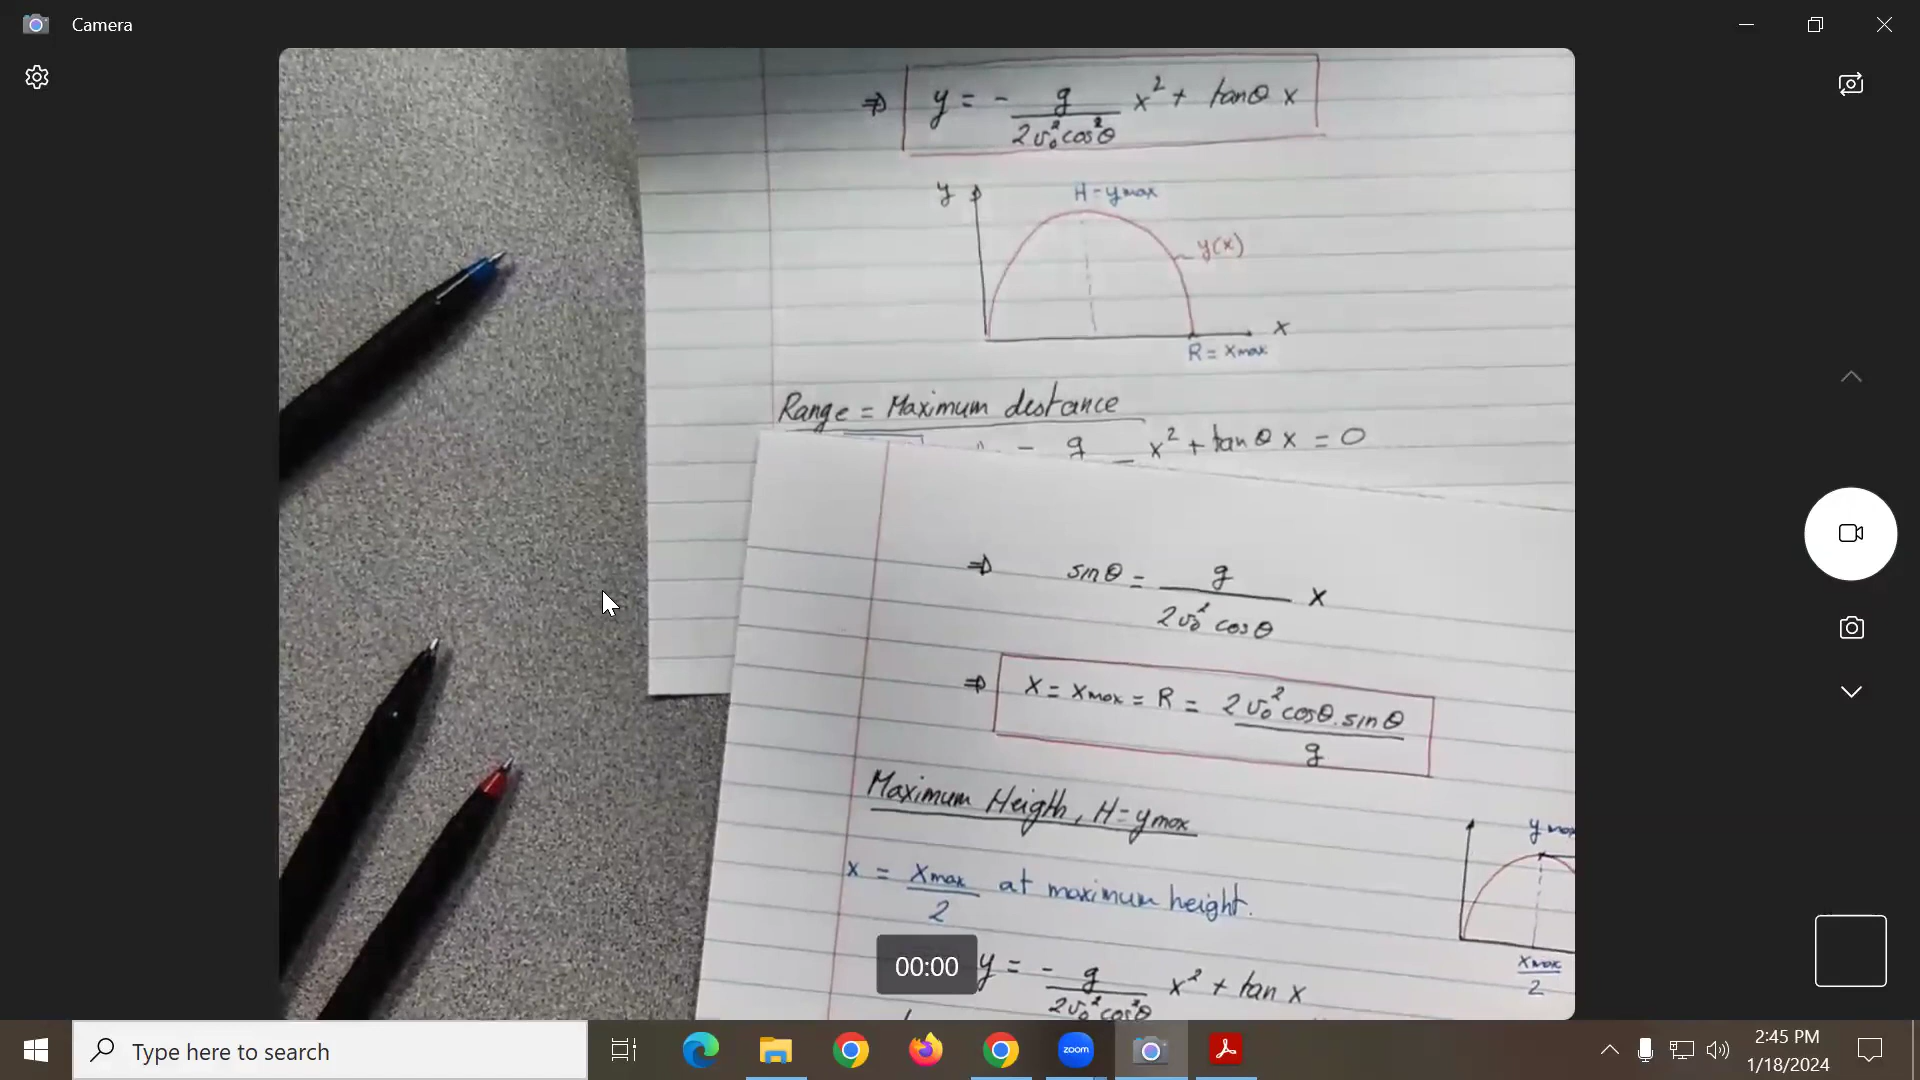 Camera
⇒ y = - g/(2v₀²cos²θ) x² + tanθ x
y
H = ymax
y(x)
x
R = xmax
Range = Maximum distance
- g x² + tan θ x = 0
⇒ sinθ = g/(2v₀² cosθ) x
⇒ x = xmax = R = 2v₀² cosθ.sinθ/g
Maximum Heigth, H = ymax
x = xmax/2 at maximum height.
y = - g/(2v₀²cos²θ) x² + tan x
xmax/2
00:00
Type here to search
zoom
2:45 PM
1/18/2024